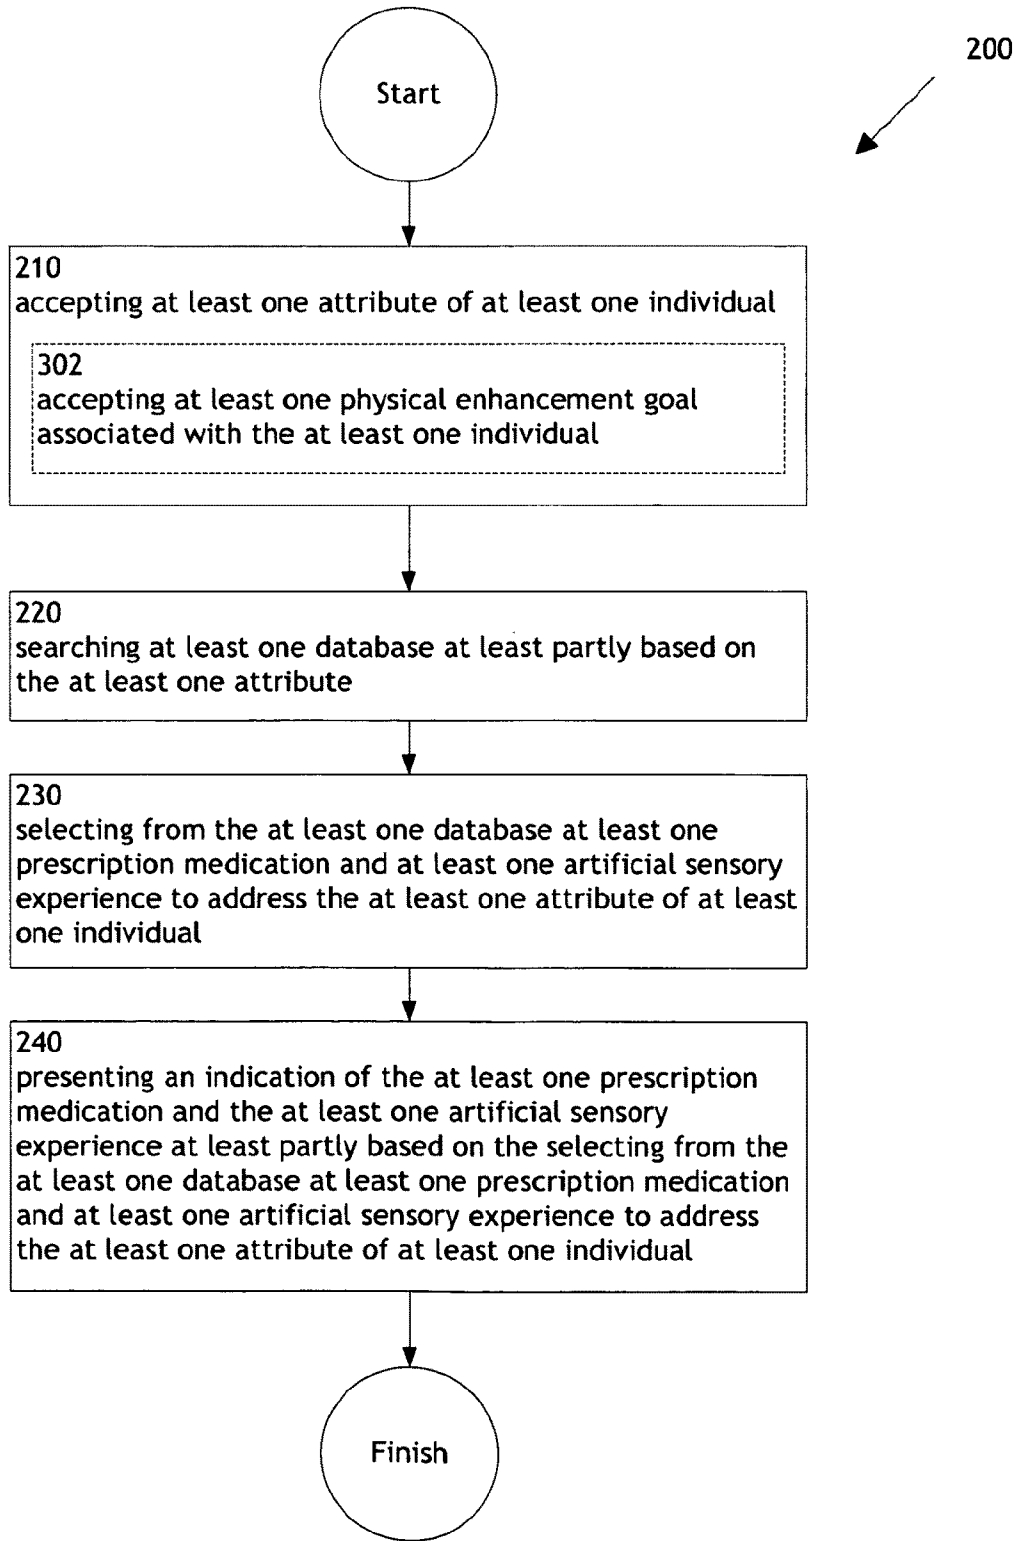 200
Start
210
accepting at least one attribute of at least one individual
302
accepting at least one physical enhancement goal
associated with the at least one individual
220
searching at least one database at least partly based on
the at least one attribute
230
selecting from the at least one database at least one
prescription medication and at least one artificial sensory
experience to address the at least one attribute of at least
one individual
240
presenting an indication of the at least one prescription
medication and the at least one artificial sensory
experience at least partly based on the selecting from the
at least one database at least one prescription medication
and at least one artificial sensory experience to address
the at least one attribute of at least one individual
Finish